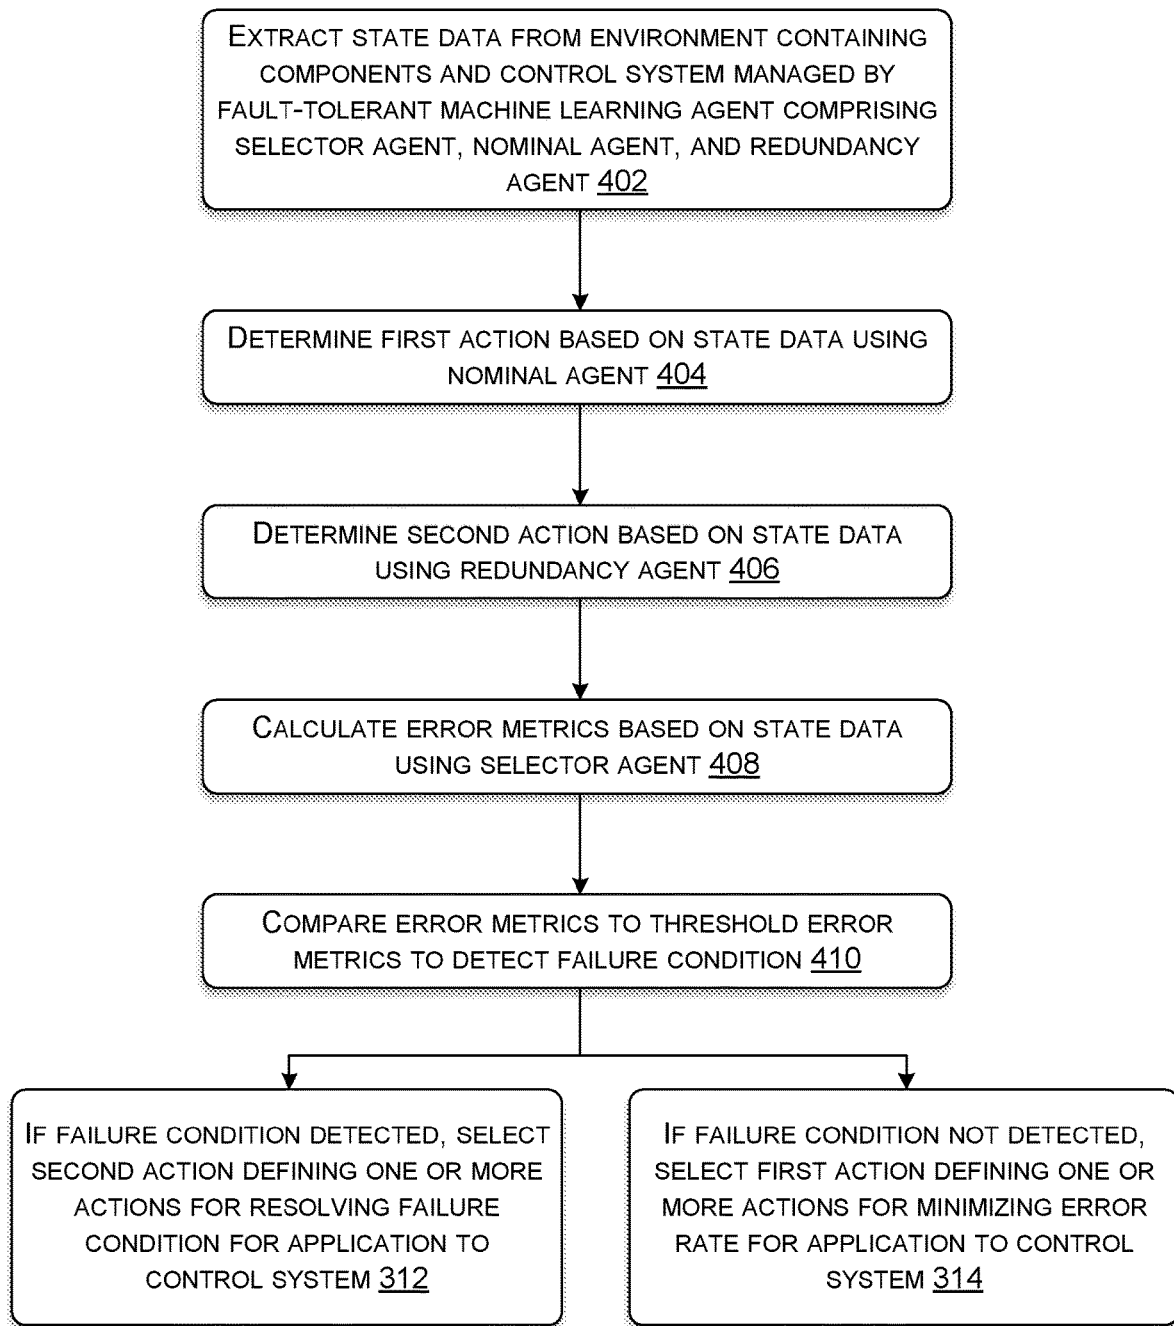 EXTRACT STATE DATA FROM ENVIRONMENT CONTAINING
COMPONENTS AND CONTROL SYSTEM MANAGED BY
FAULT-TOLERANT MACHINE LEARNING AGENT COMPRISING
SELECTOR AGENT, NOMINAL AGENT, AND REDUNDANCY
AGENT 402
DETERMINE FIRST ACTION BASED ON STATE DATA USING
NOMINAL AGENT 404
DETERMINE SECOND ACTION BASED ON STATE DATA
USING REDUNDANCY AGENT 406
CALCULATE ERROR METRICS BASED ON STATE DATA
USING SELECTOR AGENT 408
COMPARE ERROR METRICS TO THRESHOLD ERROR
METRICS TO DETECT FAILURE CONDITION 410
IF FAILURE CONDITION DETECTED, SELECT
SECOND ACTION DEFINING ONE OR MORE
ACTIONS FOR RESOLVING FAILURE
CONDITION FOR APPLICATION TO
CONTROL SYSTEM 312
IF FAILURE CONDITION NOT DETECTED,
SELECT FIRST ACTION DEFINING ONE OR
MORE ACTIONS FOR MINIMIZING ERROR
RATE FOR APPLICATION TO CONTROL
SYSTEM 314